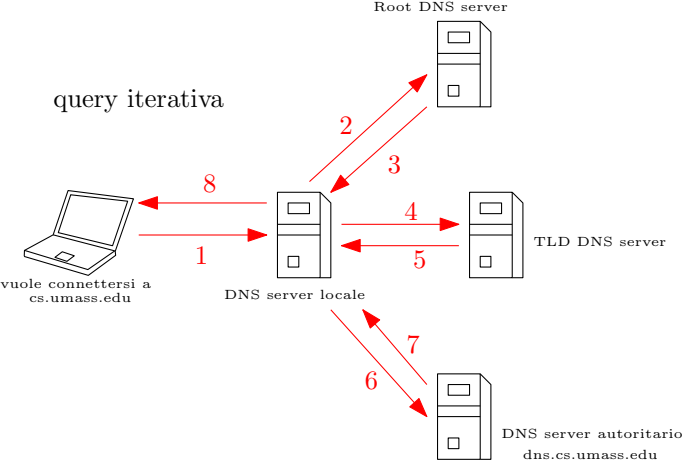 Root DNS server
query iterativa
2
3
8
4
1
5
TLD DNS server
vuole connettersi a
cs.umass.edu
DNS server locale
7
6
DNS server autoritario
dns.cs.umass.edu